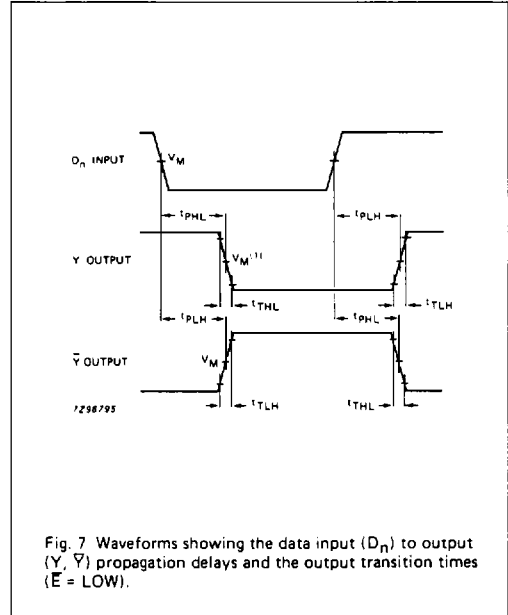 Dn INPUT
VM
tPHL
tPLH
Y OUTPUT
VM(1)
tTHL
tTLH
tPLH
tPHL
Y̅ OUTPUT
VM
tTLH
tTHL
7296795
Fig. 7 Waveforms showing the data input (Dn) to output
(Y, Y̅) propagation delays and the output transition times
(E̅ = LOW).